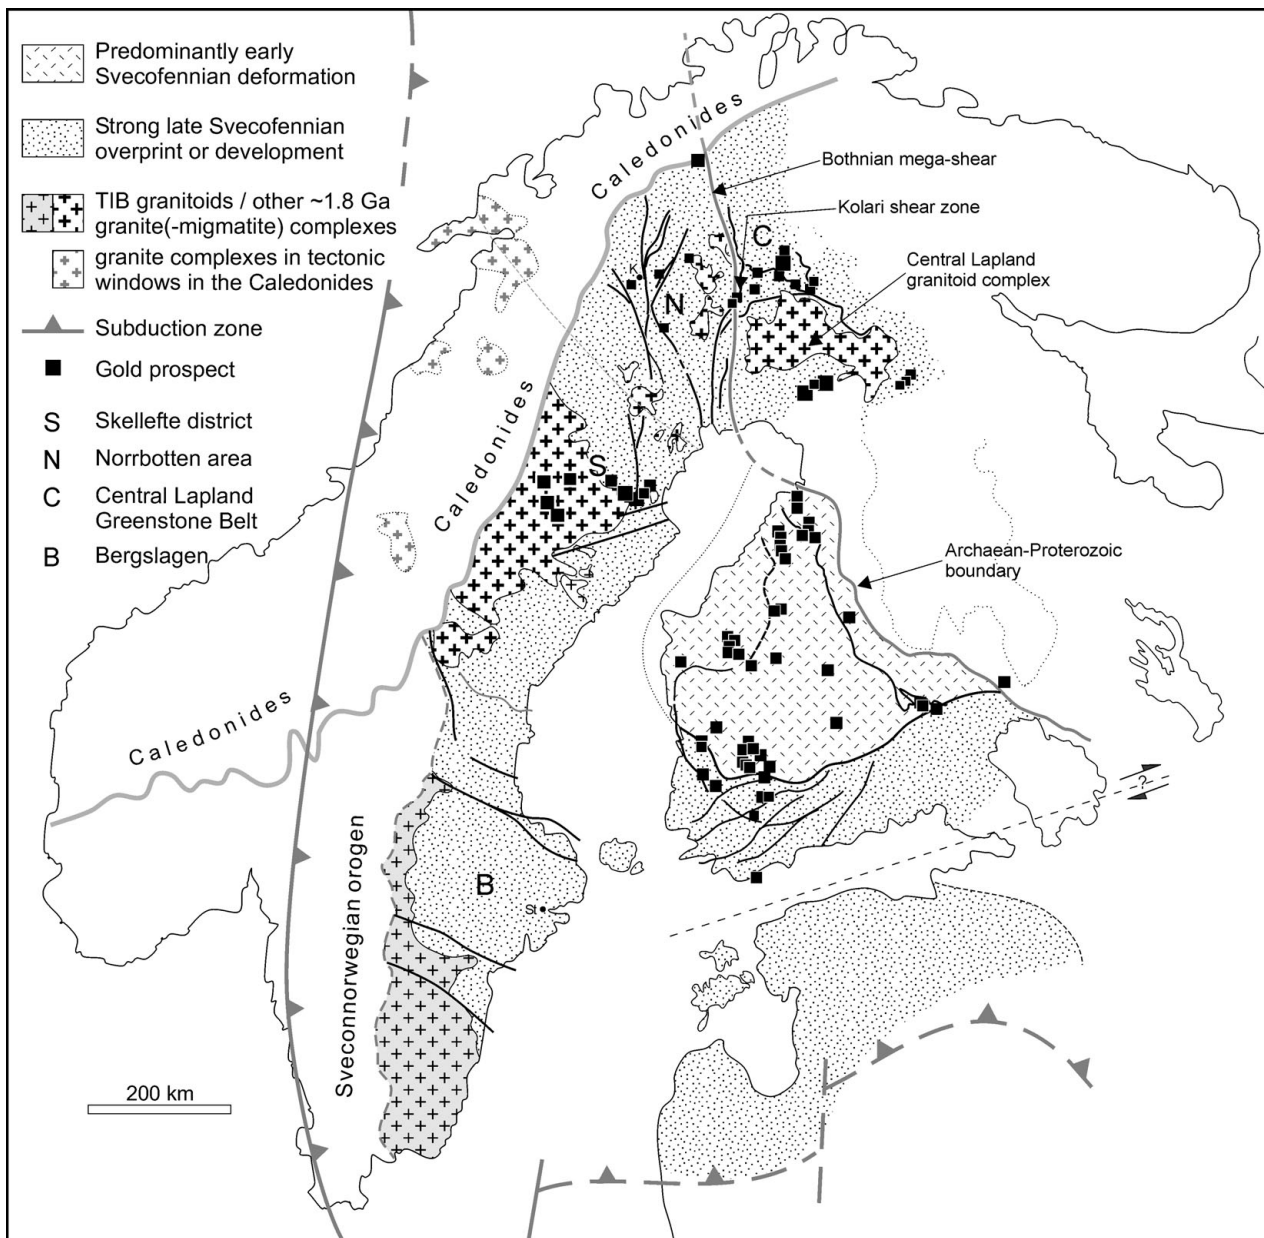 Predominantly early
Svecofennian deformation
Strong late Svecofennian
overprint or development
TIB granitoids / other ~1.8 Ga
granite(-migmatite) complexes
granite complexes in tectonic
windows in the Caledonides
Subduction zone
Gold prospect
S Skellefte district
N Norrbotten area
C Central Lapland
Greenstone Belt
B Bergslagen
Caledonides
Bothnian mega-shear
Kolari shear zone
C
Central Lapland
granitoid complex
K
N
Caledonides
S
Archaean-Proterozoic
boundary
Caledonides
?
B
St
Sveconnorwegian orogen
200 km